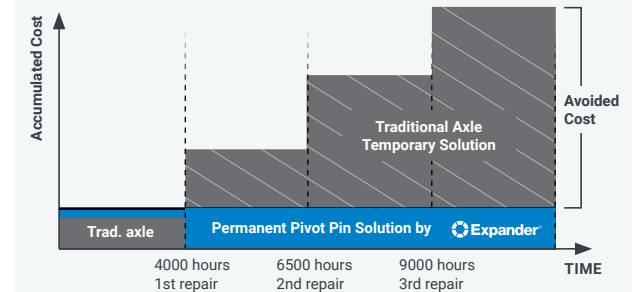 Accumulated Cost
Traditional Axle
Temporary Solution
Avoided
Cost
Trad. axle
Permanent Pivot Pin Solution by
Expander
4000 hours
1st repair
6500 hours
2nd repair
9000 hours
3rd repair
TIME